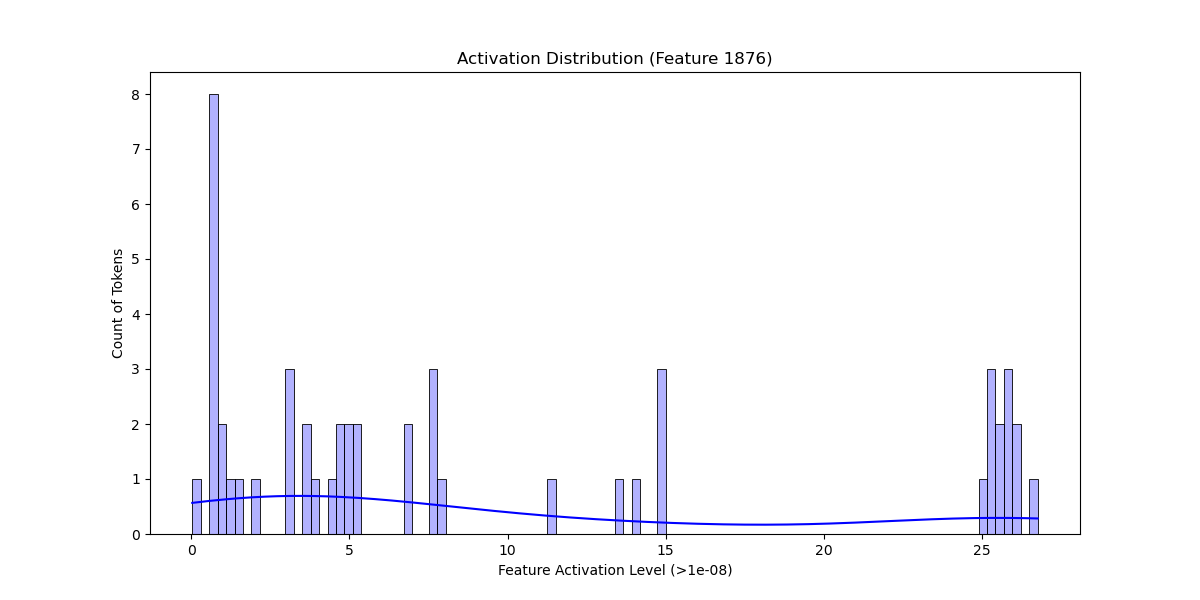 Activation Distribution (Feature 1876)
8
7
6
5
4
3
2
1
0
Count of Tokens
0 5 10 15 20 25
Feature Activation Level (>1e-08)